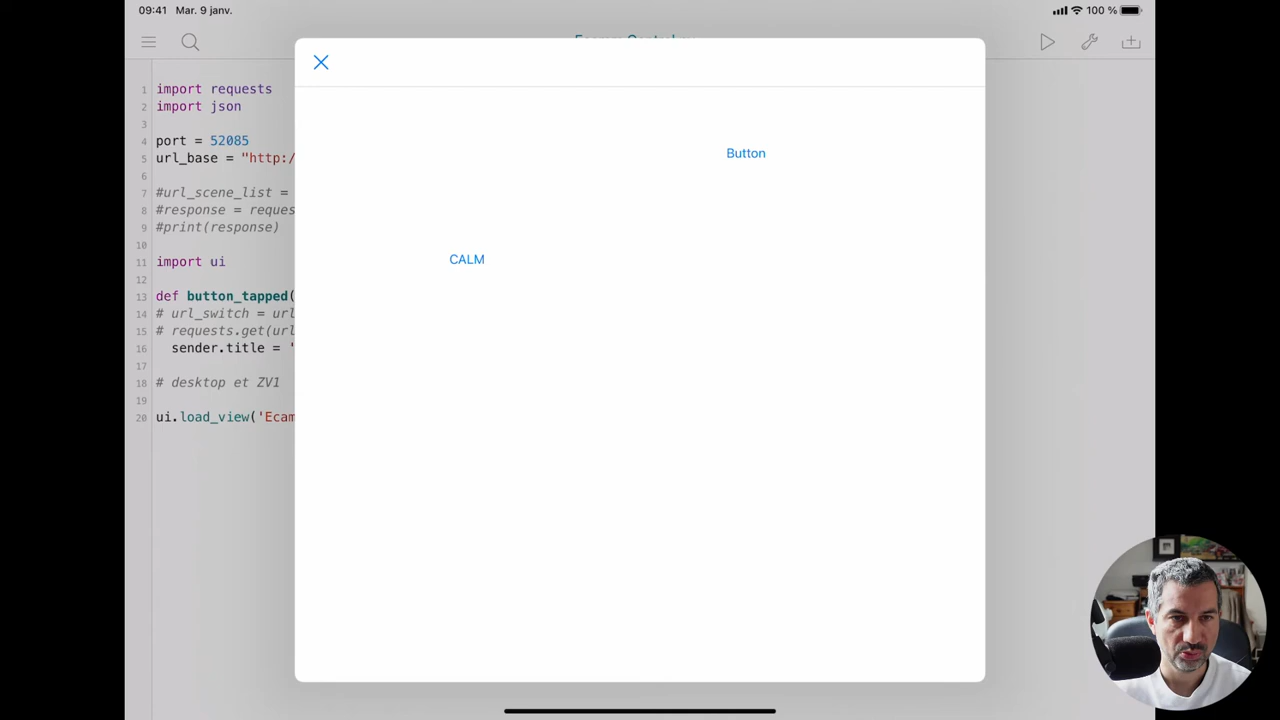 09:41 Mar. 9 janv.
100 %
1 import requests
2 import json
3
4 port = 52085
5 url_base = "http:/
6
7 #url_scene_list =
8 #response = reques
9 #print(response)
10
11 import ui
12
13 def button_tapped(
14 # url_switch = url
15 # requests.get(url
16 sender.title = '
17
18 # desktop et ZV1
19
20 ui.load_view('Ecam
Button
CALM